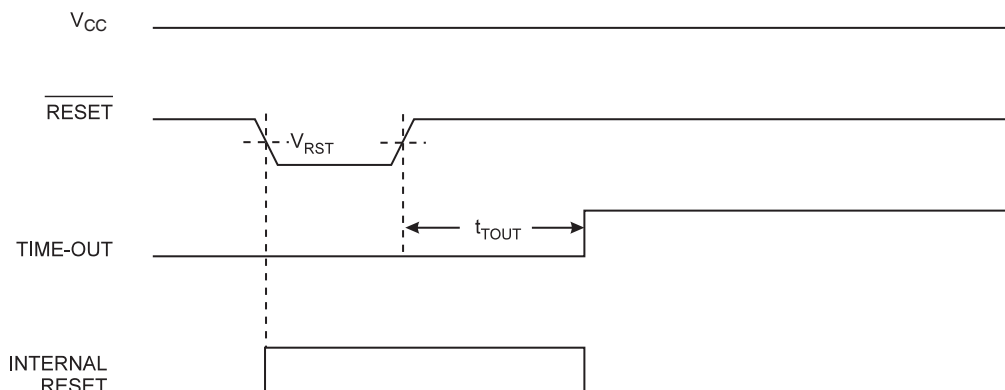 VCC
RESET
VRST
tTOUT
TIME-OUT
INTERNAL
RESET